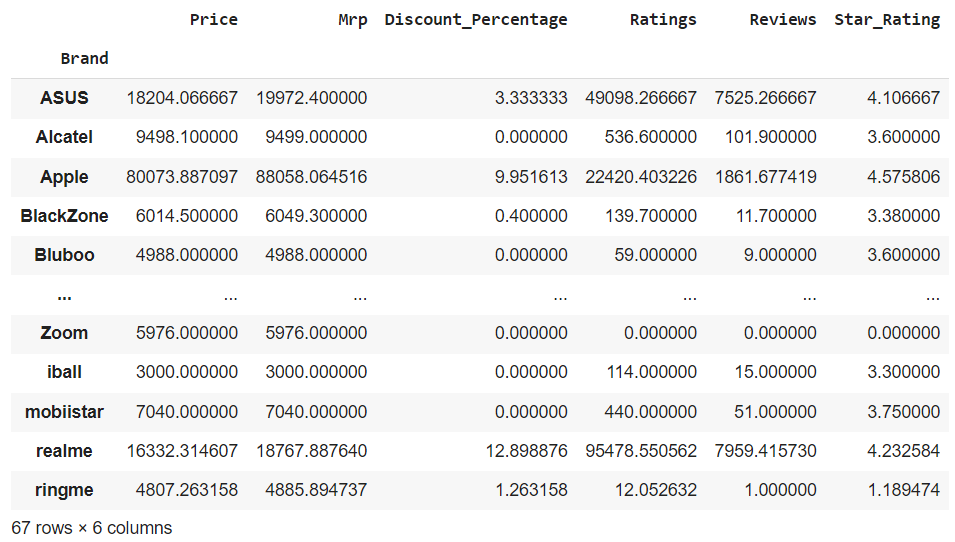 Price Mrp Discount_Percentage Ratings Reviews Star_Rating
Brand
ASUS 18204.066667 19972.400000 3.333333 49098.266667 7525.266667 4.106667
Alcatel 9498.100000 9499.000000 0.000000 536.600000 101.900000 3.600000
Apple 80073.887097 88058.064516 9.951613 22420.403226 1861.677419 4.575806
BlackZone 6014.500000 6049.300000 0.400000 139.700000 11.700000 3.380000
Bluboo 4988.000000 4988.000000 0.000000 59.000000 9.000000 3.600000
... ... ... ... ... ... ...
Zoom 5976.000000 5976.000000 0.000000 0.000000 0.000000 0.000000
iball 3000.000000 3000.000000 0.000000 114.000000 15.000000 3.300000
mobiistar 7040.000000 7040.000000 0.000000 440.000000 51.000000 3.750000
realme 16332.314607 18767.887640 12.898876 95478.550562 7959.415730 4.232584
ringme 4807.263158 4885.894737 1.263158 12.052632 1.000000 1.189474
67 rows × 6 columns